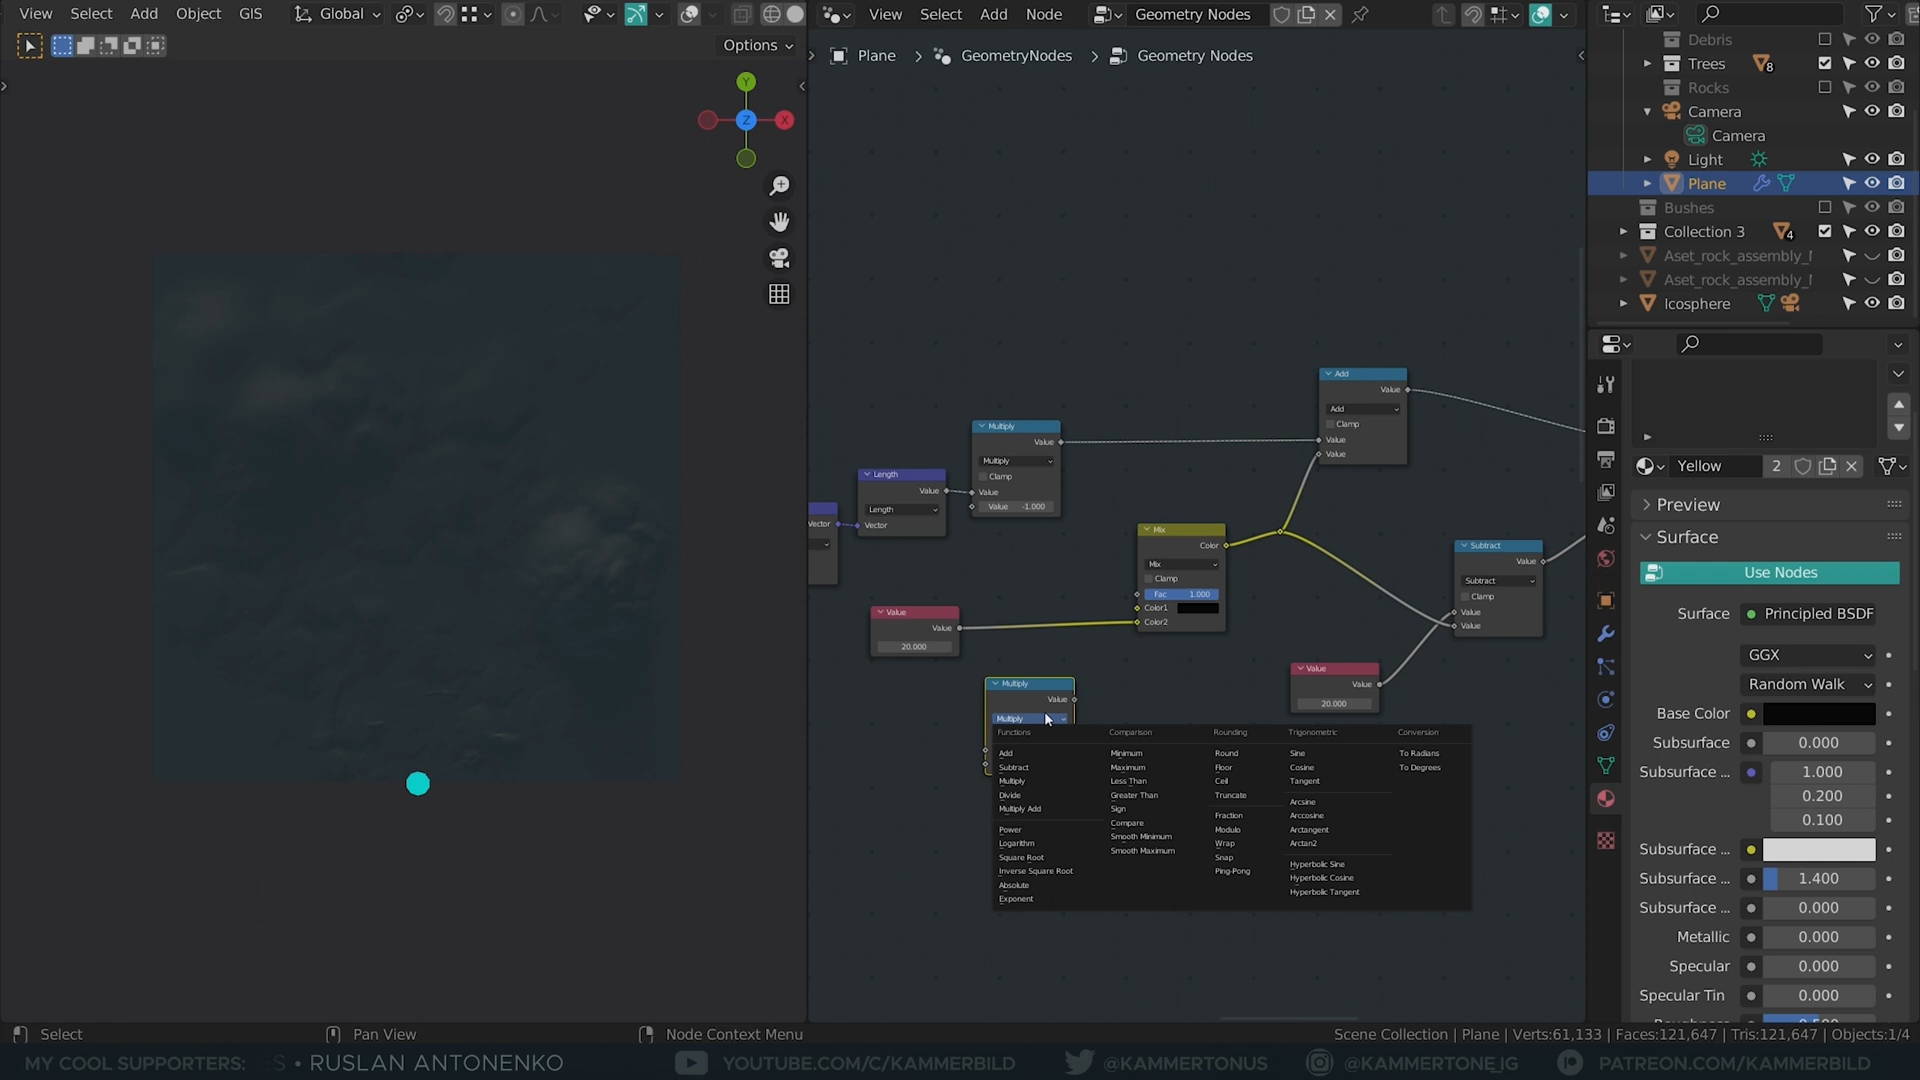 View Select Add Object GIS Global
Options
Y
Z X
View Select Add Node Geometry Nodes
Plane GeometryNodes Geometry Nodes
Debris
Trees 8
Rocks
Camera
Camera
Light
Plane
Bushes
Collection 3 4
Aset_rock_assembly_
Aset_rock_assembly_
Icosphere
Add
Value
Add
Clamp
Value
Value
Multiply
Value
Multiply
Clamp
Value
Value -1.000
Length
Value
Length
Vector
Vector
Mix
Color
Mix
Clamp
Fac 1.000
Color1
Color2
Subtract
Value
Subtract
Clamp
Value
Value
Value
Value
20.000
Value
Value
20.000
Multiply
Value
Multiply
Functions Comparison Rounding Trigonometric Conversion
Add Minimum Round Sine To Radians
Subtract Maximum Floor Cosine To Degrees
Multiply Less Than Ceil Tangent
Divide Greater Than Truncate Arcsine
Multiply Add Sign Fraction Arccosine
Power Compare Modulo Arctangent
Logarithm Smooth Minimum Wrap Arctan2
Square Root Smooth Maximum Snap Hyperbolic Sine
Inverse Square Root Ping-Pong Hyperbolic Cosine
Absolute Hyperbolic Tangent
Exponent
Yellow 2
Preview
Surface
Use Nodes
Surface Principled BSDF
GGX
Random Walk
Base Color
Subsurface 0.000
Subsurface ... 1.000
0.200
0.100
Subsurface ...
Subsurface ... 1.400
Subsurface ... 0.000
Metallic 0.000
Specular 0.000
Specular Tin 0.000
Select Pan View Node Context Menu Scene Collection | Plane | Verts:61,133 | Faces:121,647 | Tris:121,647 | Objects:1/4
MY COOL SUPPORTERS: S • RUSLAN ANTONENKO YOUTUBE.COM/C/KAMMERBILD @KAMMERTONUS @KAMMERTONE_IG PATREON.COM/KAMMERBILD